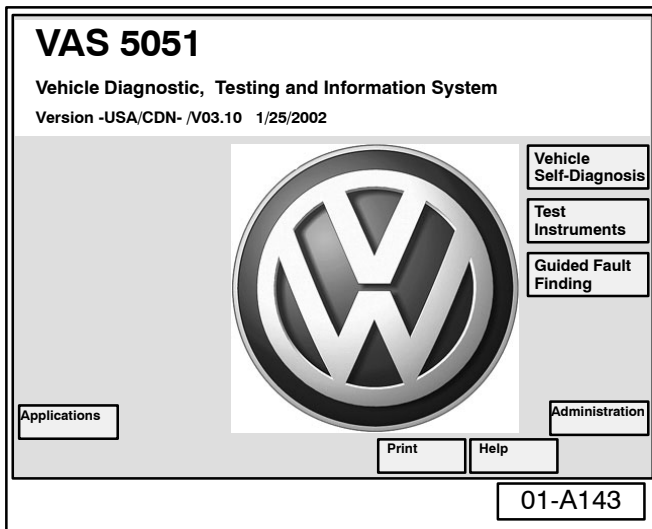 VAS 5051
Vehicle Diagnostic, Testing and Information System
Version -USA/CDN- /V03.10 1/25/2002
Vehicle
Self-Diagnosis
Test
Instruments
Guided Fault
Finding
Applications
Administration
Print
Help
01-A143